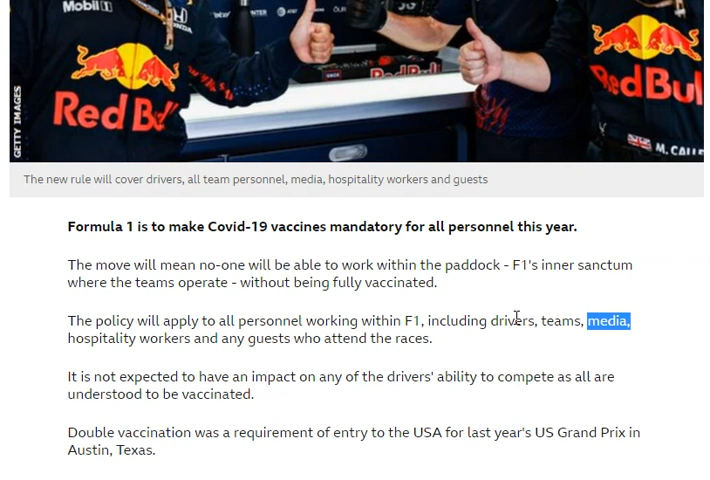 Mobil 1
HONDA
AT&T
Red Bull
RedBull
M. CALL
GETTY IMAGES
The new rule will cover drivers, all team personnel, media, hospitality workers and guests
Formula 1 is to make Covid-19 vaccines mandatory for all personnel this year.
The move will mean no-one will be able to work within the paddock - F1's inner sanctum
where the teams operate - without being fully vaccinated.
The policy will apply to all personnel working within F1, including drivers, teams, media,
hospitality workers and any guests who attend the races.
It is not expected to have an impact on any of the drivers' ability to compete as all are
understood to be vaccinated.
Double vaccination was a requirement of entry to the USA for last year's US Grand Prix in
Austin, Texas.